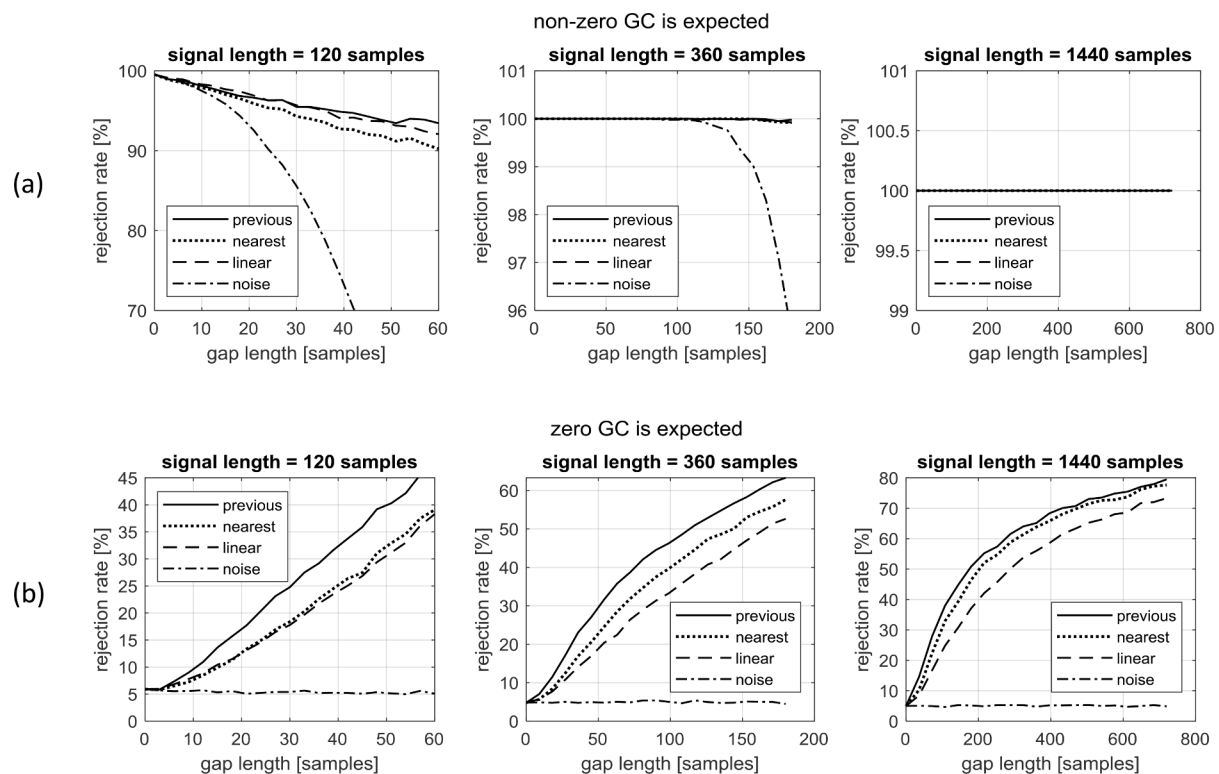 non-zero GC is expected
signal length = 120 samples
signal length = 360 samples
signal length = 1440 samples
(a)
rejection rate [%]
100
90
80
70
previous
nearest
linear
noise
0 10 20 30 40 50 60
gap length [samples]
rejection rate [%]
101
100
99
98
97
96
previous
nearest
linear
noise
0 50 100 150 200
gap length [samples]
rejection rate [%]
101
100.5
100
99.5
99
previous
nearest
linear
noise
0 200 400 600 800
gap length [samples]
zero GC is expected
signal length = 120 samples
signal length = 360 samples
signal length = 1440 samples
(b)
rejection rate [%]
45
40
35
30
25
20
15
10
5
0
previous
nearest
linear
noise
0 10 20 30 40 50 60
gap length [samples]
rejection rate [%]
60
50
40
30
20
10
0
previous
nearest
linear
noise
0 50 100 150 200
gap length [samples]
rejection rate [%]
80
70
60
50
40
30
20
10
0
previous
nearest
linear
noise
0 200 400 600 800
gap length [samples]